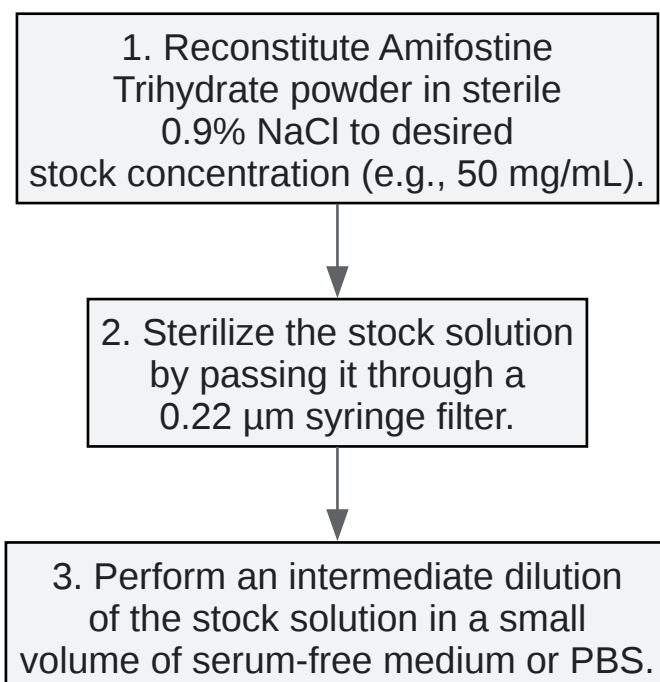 1. Reconstitute Amifostine
Trihydrate powder in sterile
0.9% NaCl to desired
stock concentration (e.g., 50 mg/mL).
2. Sterilize the stock solution
by passing it through a
0.22 µm syringe filter.
3. Perform an intermediate dilution
of the stock solution in a small
volume of serum-free medium or PBS.